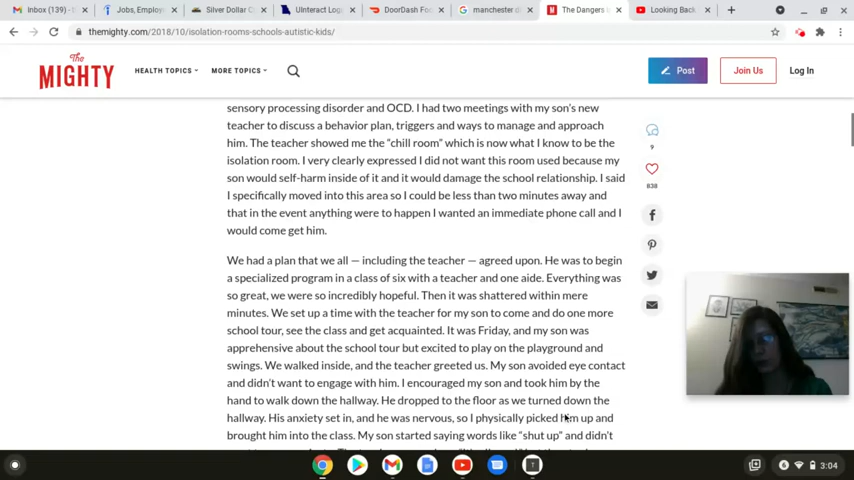 Inbox (139)
Jobs, Employ
Silver Dollar C
UInteract Log
DoorDash Foo
manchester d
The Dangers
Looking Back
themighty.com/2018/10/isolation-rooms-schools-autistic-kids/
The
MIGHTY
HEALTH TOPICS
MORE TOPICS
Post
Join Us
Log In
sensory processing disorder and OCD. I had two meetings with my son's new
teacher to discuss a behavior plan, triggers and ways to manage and approach
him. The teacher showed me the “chill room” which is now what I know to be the
isolation room. I very clearly expressed I did not want this room used because my
son would self-harm inside of it and it would damage the school relationship. I said
I specifically moved into this area so I could be less than two minutes away and
that in the event anything were to happen I wanted an immediate phone call and I
would come get him.
We had a plan that we all — including the teacher — agreed upon. He was to begin
a specialized program in a class of six with a teacher and one aide. Everything was
so great, we were so incredibly hopeful. Then it was shattered within mere
minutes. We set up a time with the teacher for my son to come and do one more
school tour, see the class and get acquainted. It was Friday, and my son was
apprehensive about the school tour but excited to play on the playground and
swings. We walked inside, and the teacher greeted us. My son avoided eye contact
and didn't want to engage with him. I encouraged my son and took him by the
hand to walk down the hallway. He dropped to the floor as we turned down the
hallway. His anxiety set in, and he was nervous, so I physically picked him up and
brought him into the class. My son started saying words like “shut up” and didn't
9
838
3:04